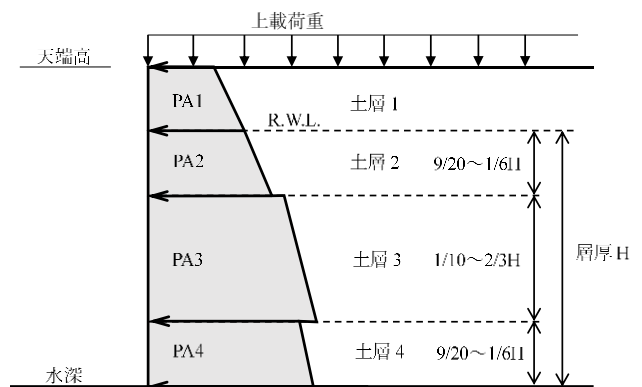 上載荷重
天端高
PA1
土層 1
R.W.L.
PA2
土層 2
9/20～1/6H
PA3
土層 3
1/10～2/3H
層厚 H
PA4
土層 4
9/20～1/6H
水深